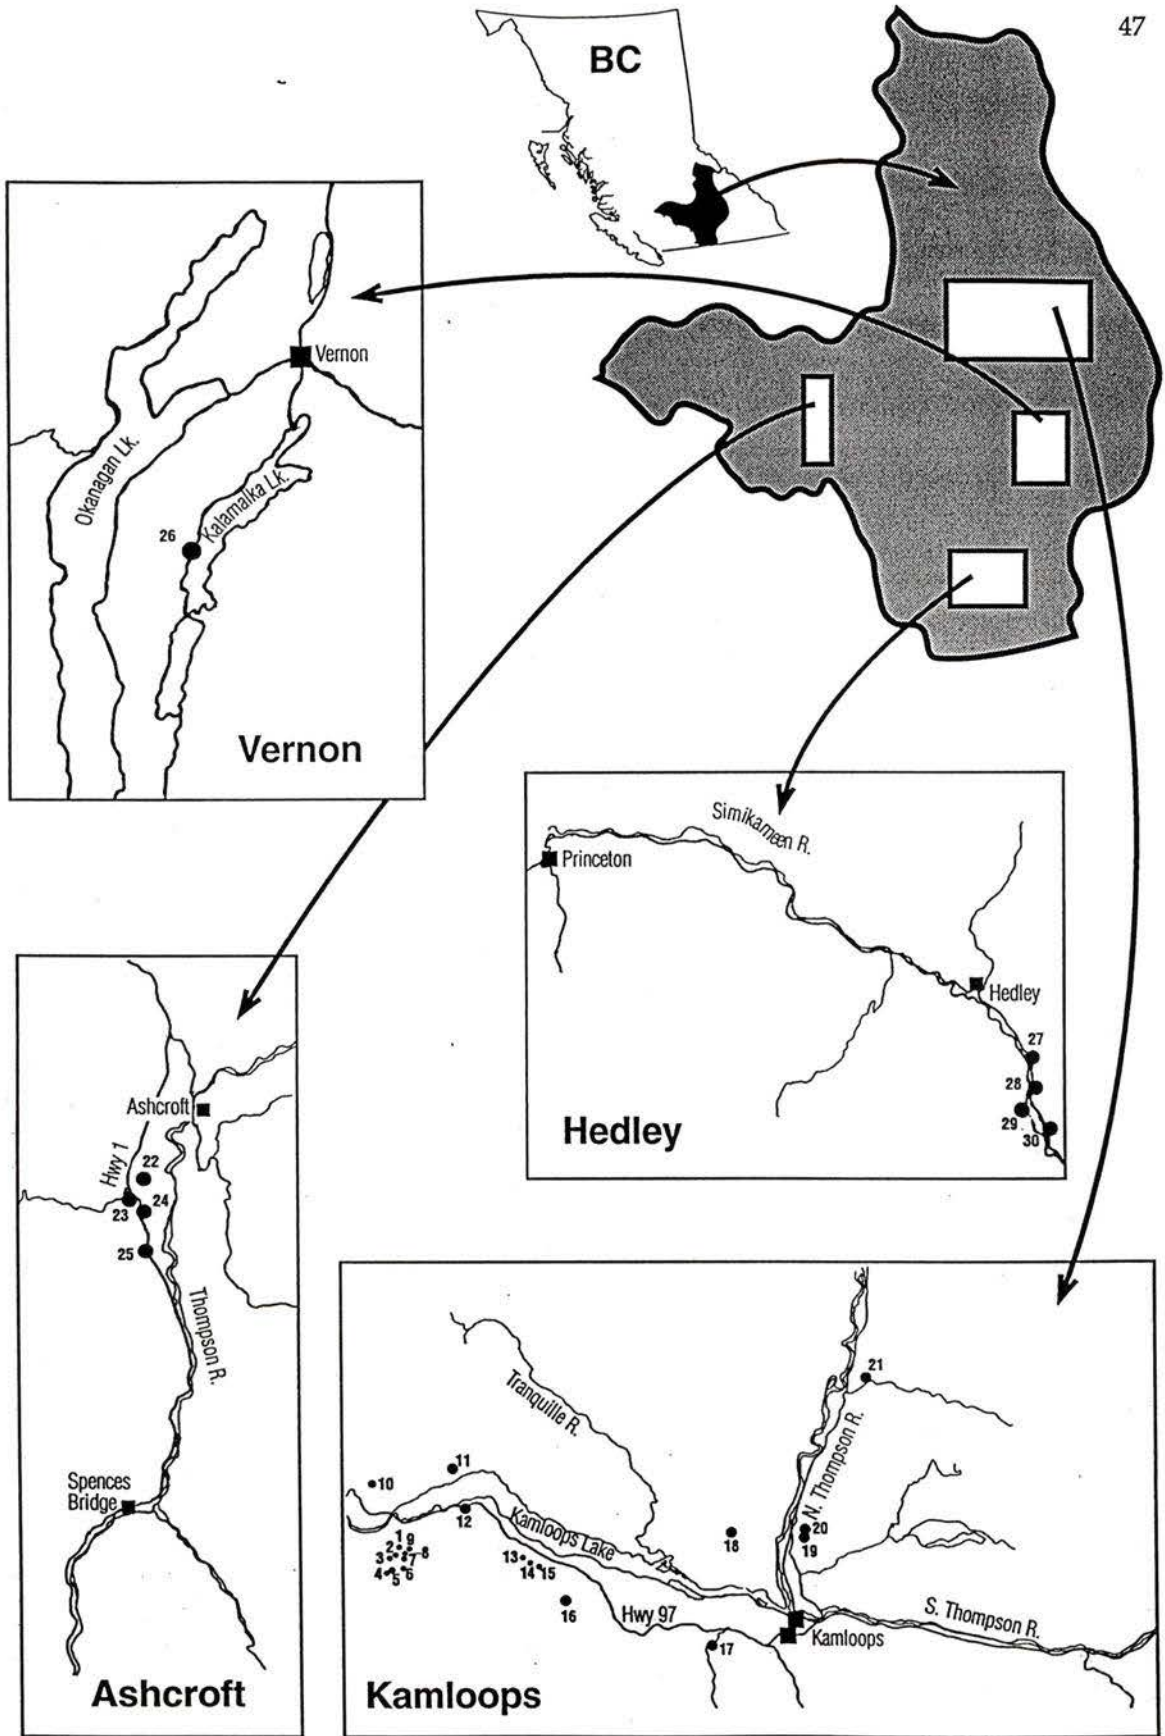 47
BC
Vernon
Okanagan Lk.
Kalamalka Lk.
26
Vernon
Simikameen R.
Princeton
Hedley
27
28
29
30
Hedley
Ashcroft
Hwy 1
22
23
24
25
Thompson R.
Spences
Bridge
Ashcroft
21
Tranquille R.
N. Thompson R.
11
10
12
Kamloops Lake
20
19
18
1
2
9
3
7
8
4
5
6
13
14
15
16
Hwy 97
S. Thompson R.
Kamloops
17
Kamloops